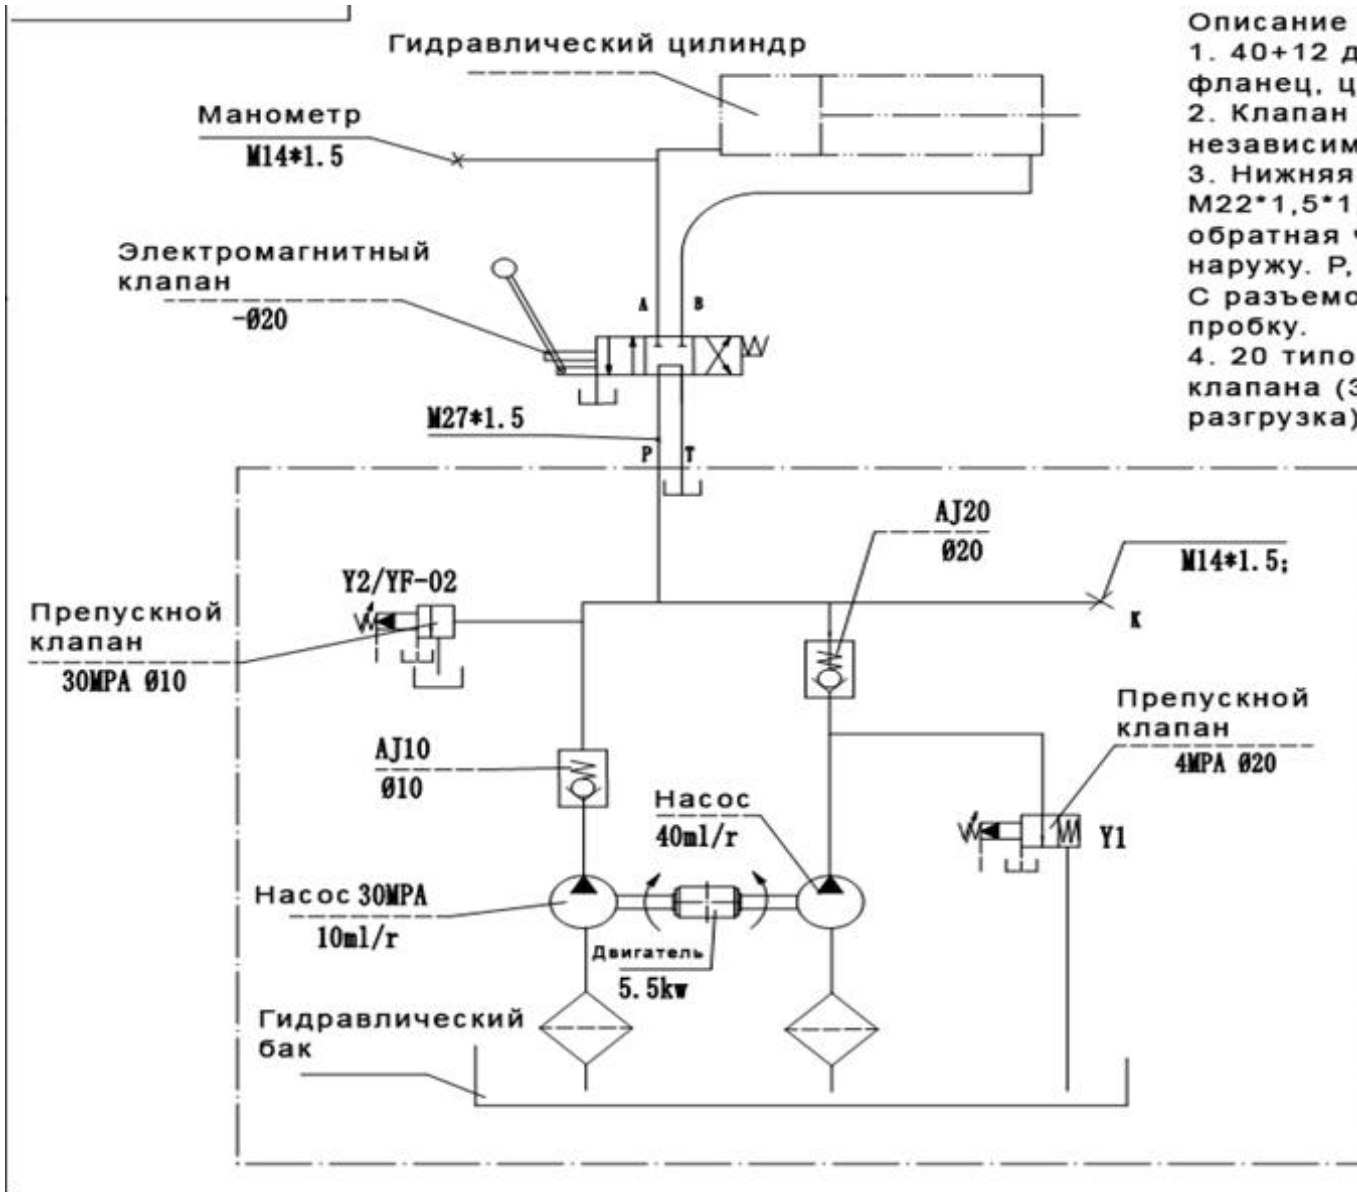 Гидравлический цилиндр
Манометр
M14*1.5
Электромагнитный
клапан
-Ø20
A
B
M27*1.5
P
T
Описание
1. 40+12 д
фланец, ц
2. Клапан
независим
3. Нижняя
М22*1,5*1
обратная ч
наружу. Р,
С разъемо
пробку.
4. 20 типо
клапана (З
разгрузка)
AJ20
Ø20
M14*1.5;
K
Y2/YF-02
Препускной
клапан
30MPA Ø10
AJ10
Ø10
Насос
40ml/r
Препускной
клапан
4MPA Ø20
Y1
Насос 30MPA
10ml/r
Двигатель
5.5kw
Гидравлический
бак